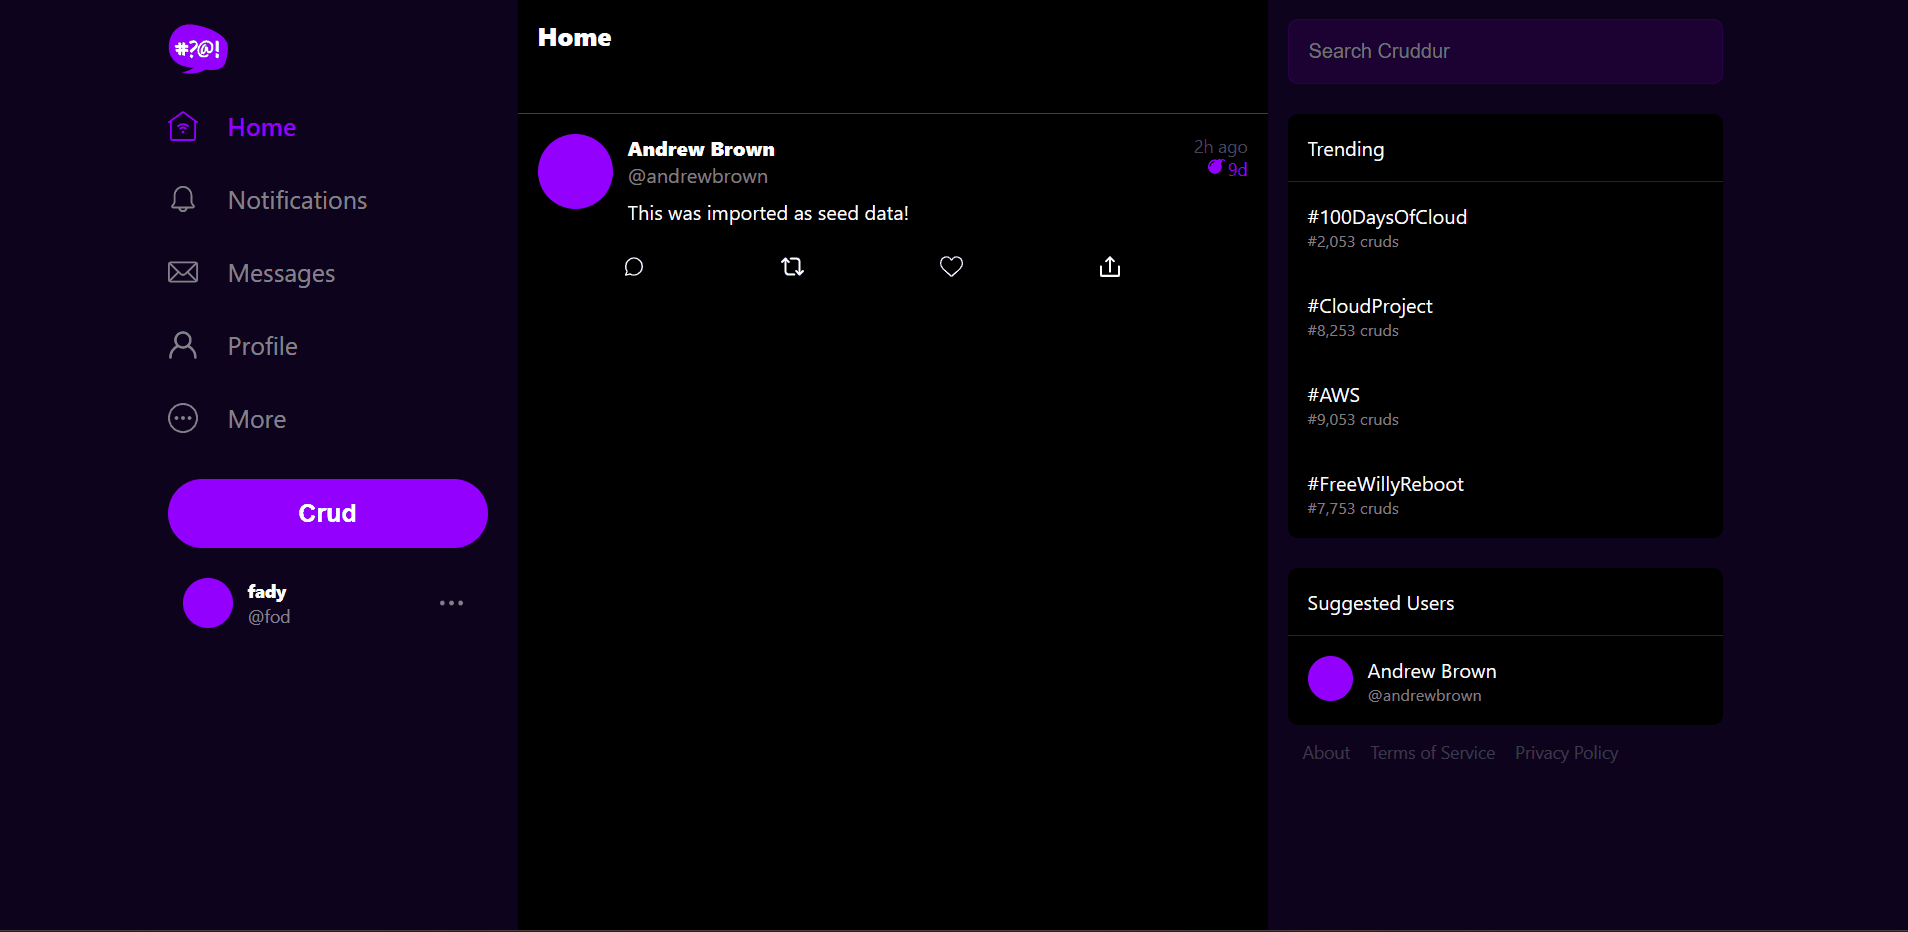 #?@!
Home
Notifications
Messages
Profile
More
Crud
fady
@fod
Home
Andrew Brown
@andrewbrown
2h ago
9d
This was imported as seed data!
Search Cruddur
Trending
#100DaysOfCloud
#2,053 cruds
#CloudProject
#8,253 cruds
#AWS
#9,053 cruds
#FreeWillyReboot
#7,753 cruds
Suggested Users
Andrew Brown
@andrewbrown
About Terms of Service Privacy Policy